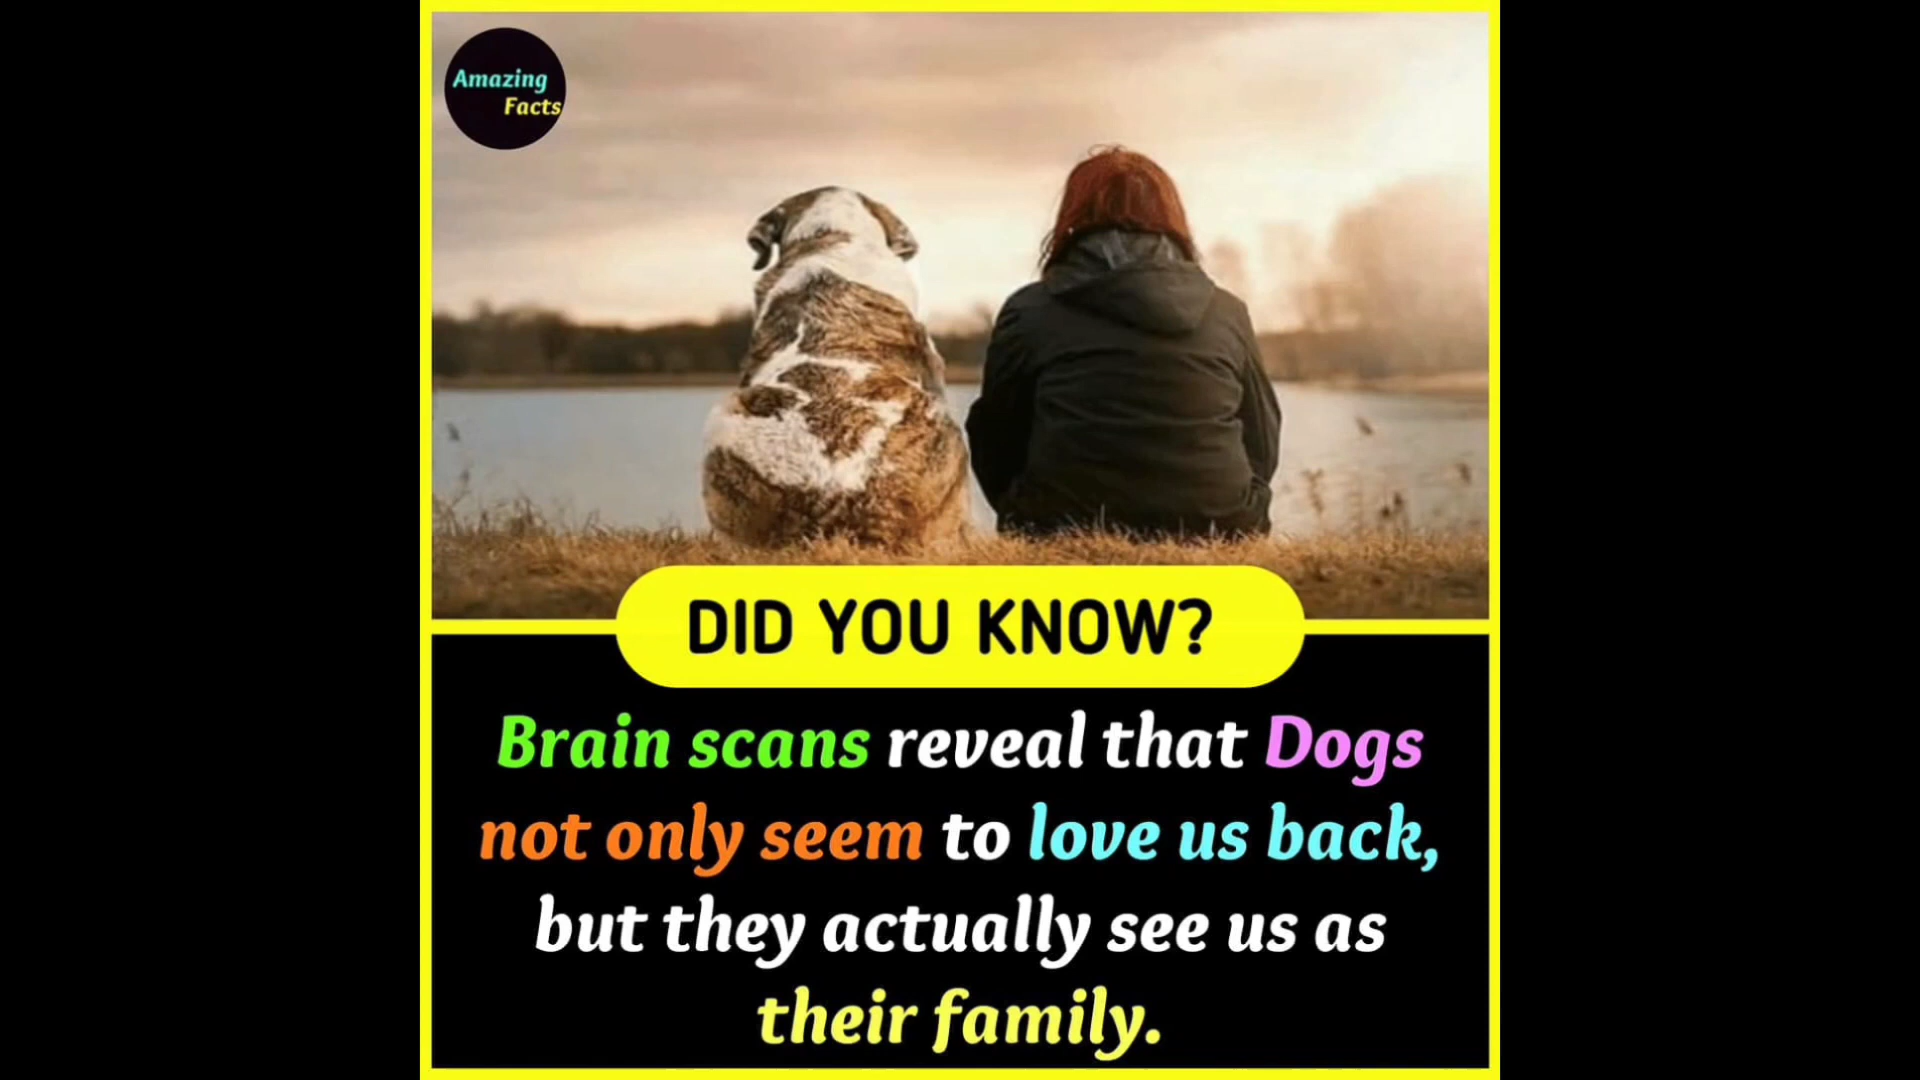 Amazing
Facts
DID YOU KNOW?
Brain scans reveal that Dogs
not only seem to love us back,
but they actually see us as
their family.